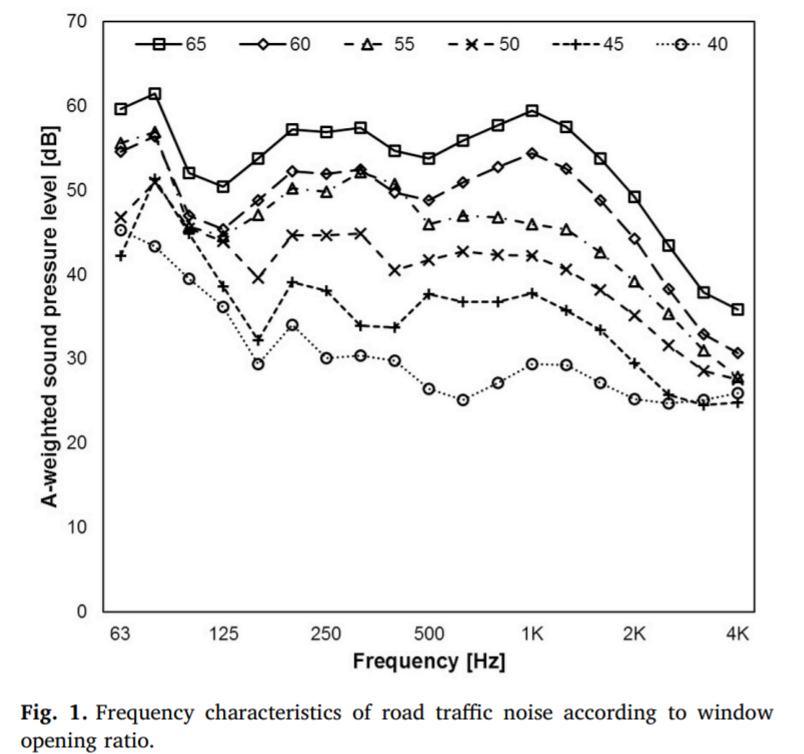 70
65 60 55 50 45 40
60
50
40
30
20
10
0
A-weighted sound pressure level [dB]
63 125 250 500 1K 2K 4K
Frequency [Hz]
Fig. 1. Frequency characteristics of road traffic noise according to window
opening ratio.